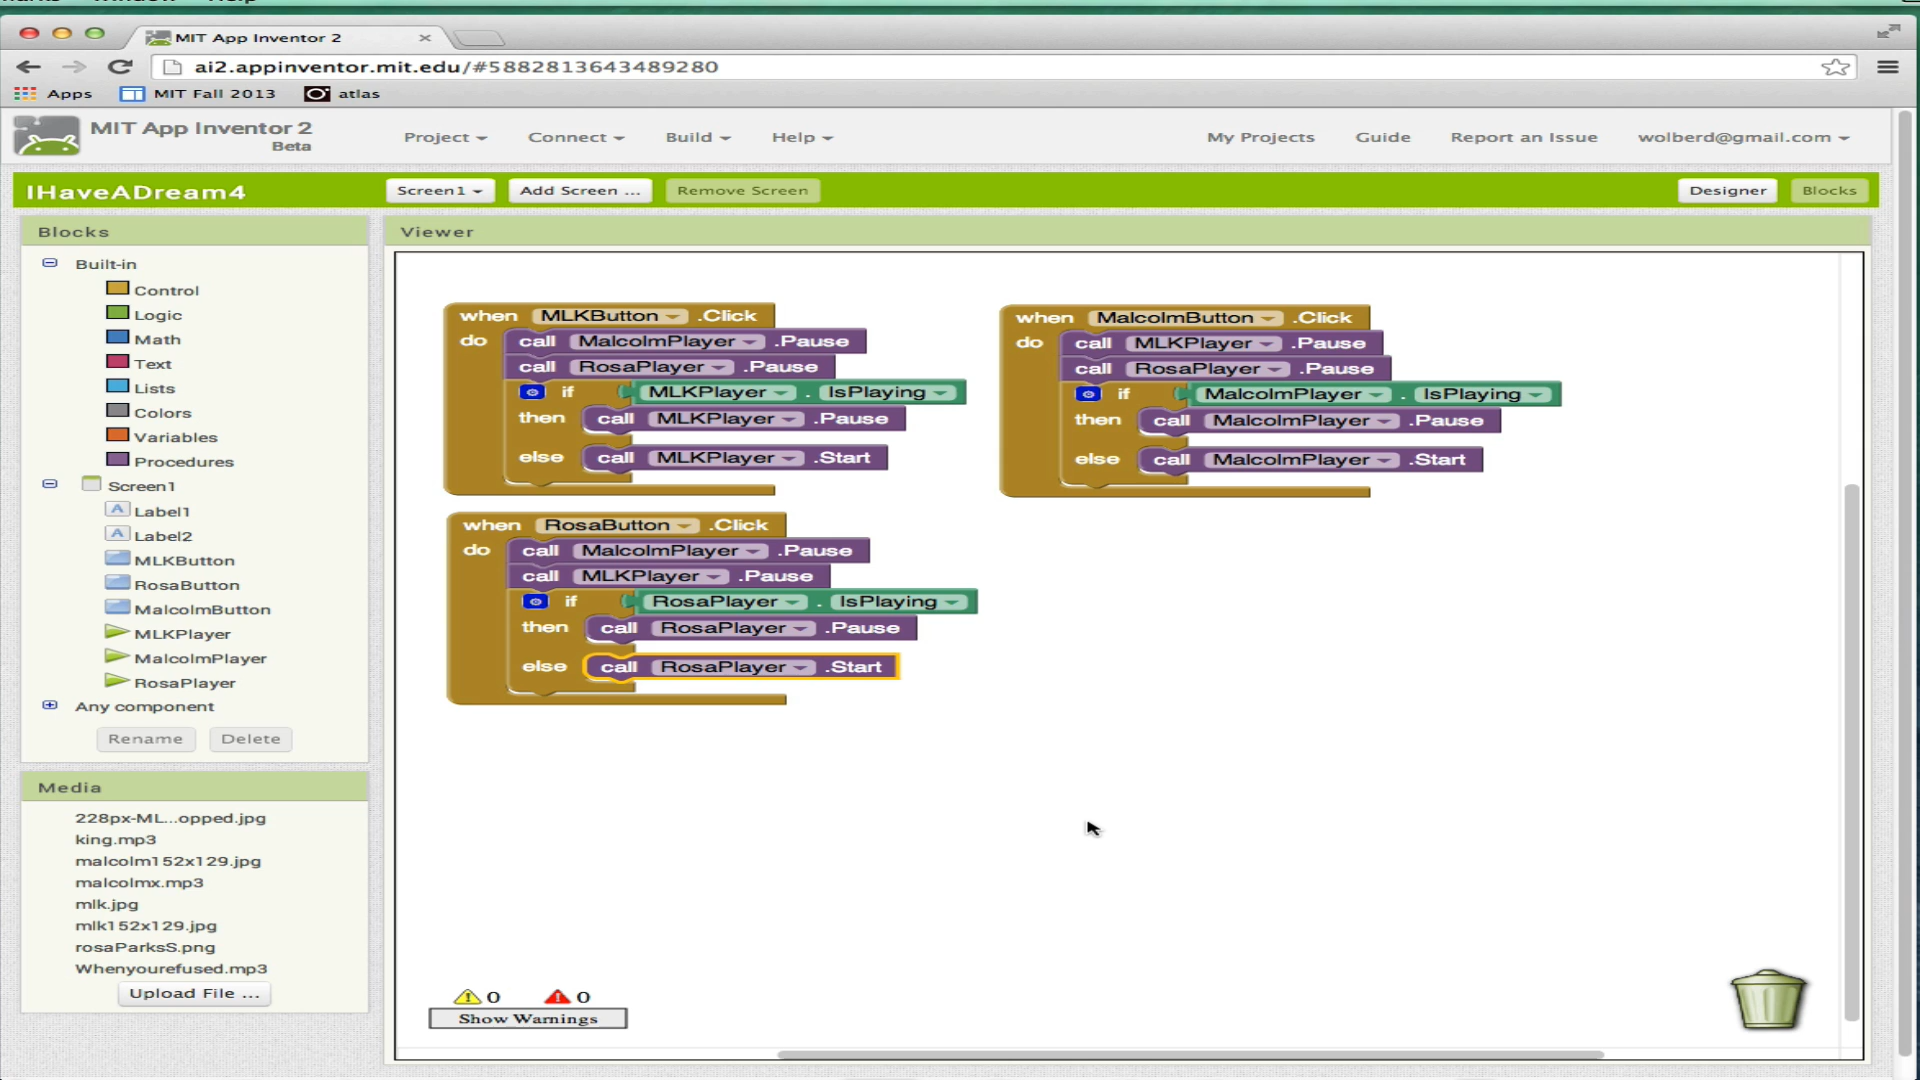 Window Help
MIT App Inventor 2
ai2.appinventor.mit.edu/#5882813643489280
Apps MIT Fall 2013 atlas
MIT App Inventor 2
Beta
Project Connect Build Help My Projects Guide Report an Issue wolberd@gmail.com
IHaveADream4 Screen1 Add Screen ... Remove Screen Designer Blocks
Blocks
Built-in
Control
Logic
Math
Text
Lists
Colors
Variables
Procedures
Screen1
Label1
Label2
MLKButton
RosaButton
MalcolmButton
MLKPlayer
MalcolmPlayer
RosaPlayer
Any component
Rename Delete
Media
228px-ML...opped.jpg
king.mp3
malcolm152x129.jpg
malcolmx.mp3
mlk.jpg
mlk152x129.jpg
rosaParksS.png
Whenyourefused.mp3
Upload File ...
Viewer
when MLKButton .Click
do call MalcolmPlayer .Pause
call RosaPlayer .Pause
if MLKPlayer . IsPlaying
then call MLKPlayer .Pause
else call MLKPlayer .Start
when MalcolmButton .Click
do call MLKPlayer .Pause
call RosaPlayer .Pause
if MalcolmPlayer . IsPlaying
then call MalcolmPlayer .Pause
else call MalcolmPlayer .Start
when RosaButton .Click
do call MalcolmPlayer .Pause
call MLKPlayer .Pause
if RosaPlayer . IsPlaying
then call RosaPlayer .Pause
else call RosaPlayer .Start
0 0
Show Warnings